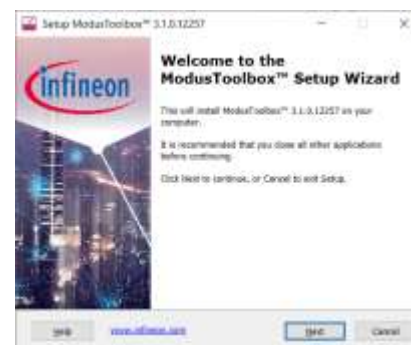 Setup ModusToolbox™ 3.1.0.12257
infineon
Welcome to the
ModusToolbox™ Setup Wizard
This will install ModusToolbox™ 3.1.0.12257 on your
computer.
It is recommended that you close all other applications
before continuing.
Click Next to continue, or Cancel to exit Setup.
Help
www.infineon.com
Next
Cancel